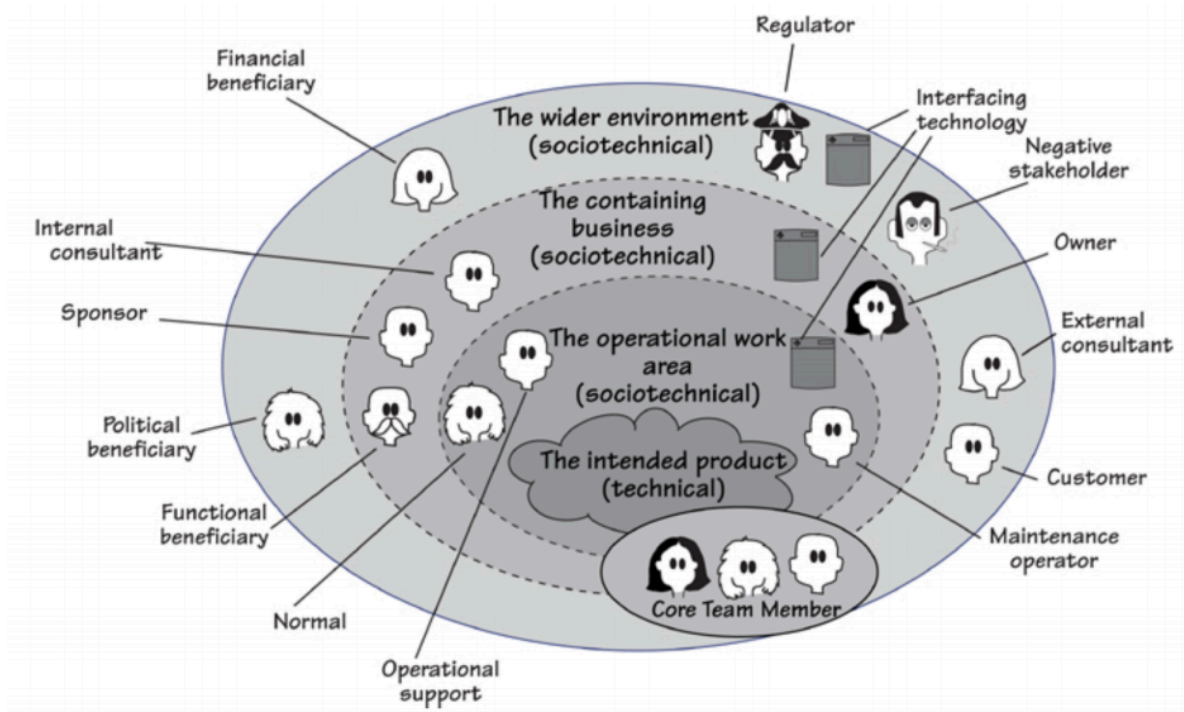 Regulator
Financial
beneficiary
Interfacing
technology
The wider environment
(sociotechnical)
Negative
stakeholder
The containing
business
(sociotechnical)
Internal
consultant
Owner
Sponsor
External
consultant
The operational work
area
(sociotechnical)
Political
beneficiary
The intended product
(technical)
Customer
Functional
beneficiary
Maintenance
operator
Core Team Member
Normal
Operational
support